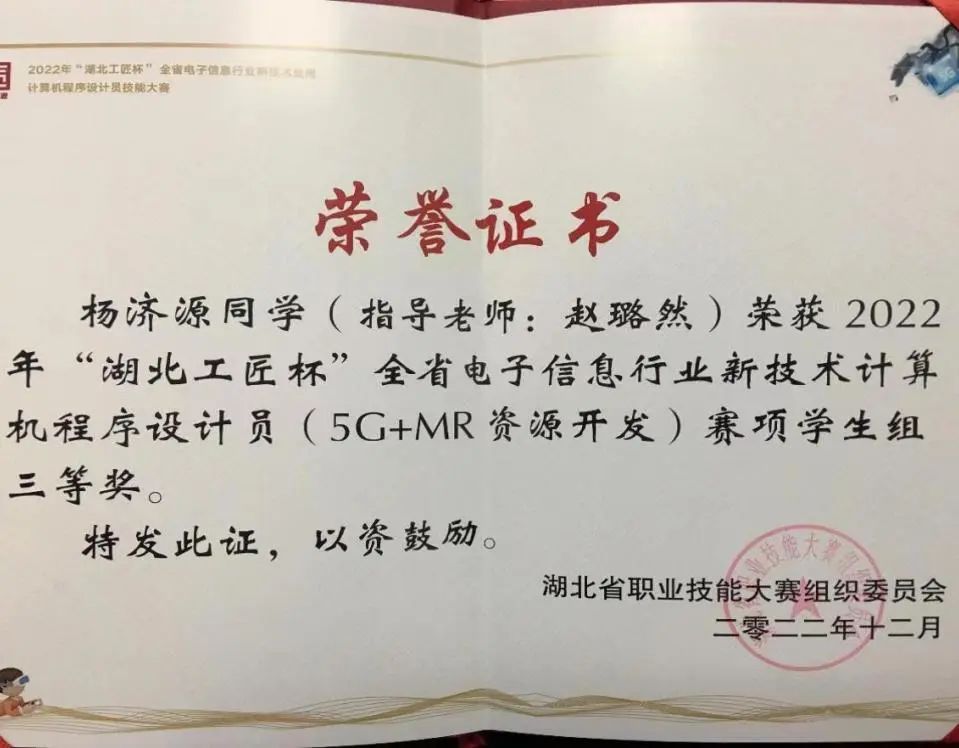 2022年“湖北工匠杯”全省电子信息行业新技术应用
计算机程序设计员技能大赛
荣誉证书
杨济源同学（指导老师：赵璐然）荣获2022
年“湖北工匠杯”全省电子信息行业新技术计算
机程序设计员（5G+MR资源开发）赛项学生组
三等奖。
特发此证，以资鼓励。
湖北省职业技能大赛组织委员会
二零二二年十二月
5G